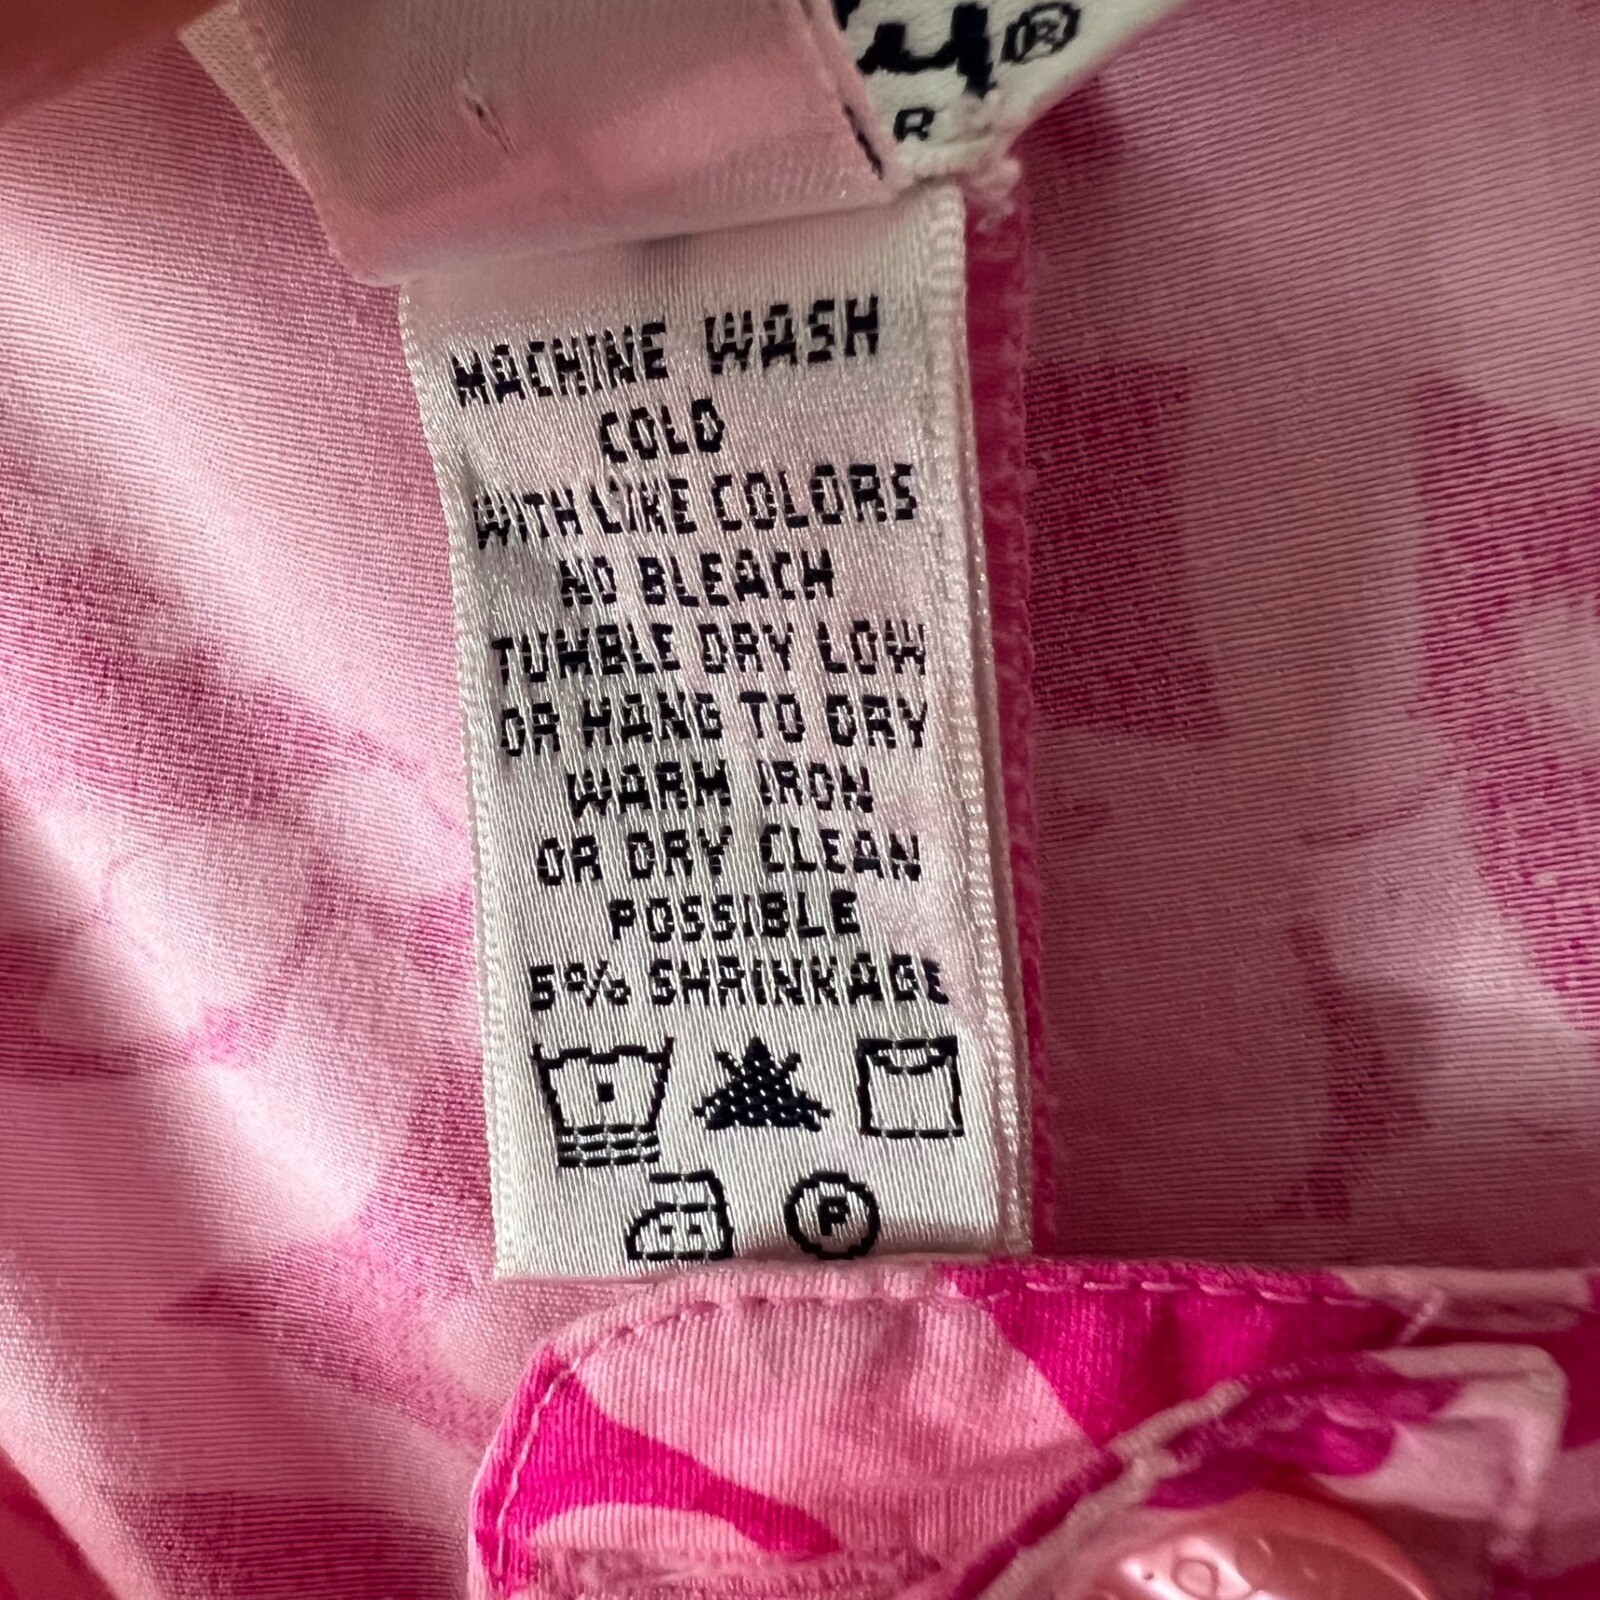 ®
R
MACHINE WASH
COLD
WITH LIKE COLORS
NO BLEACH
TUMBLE DRY LOW
OR HANG TO DRY
WARM IRON
OR DRY CLEAN
POSSIBLE
5% SHRINKAGE
P